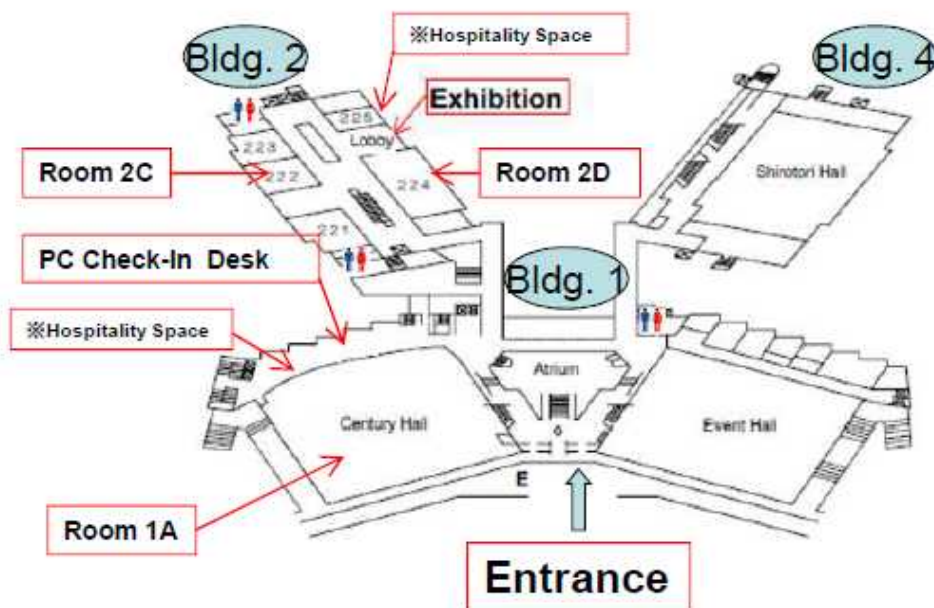 ※Hospitality Space
Bldg. 2
Bldg. 4
Exhibition
225
Lobby
223
Room 2C
222
224
Room 2D
Shirotori Hall
221
PC Check-In Desk
Bldg. 1
※Hospitality Space
Atrium
Century Hall
Event Hall
E
Room 1A
Entrance